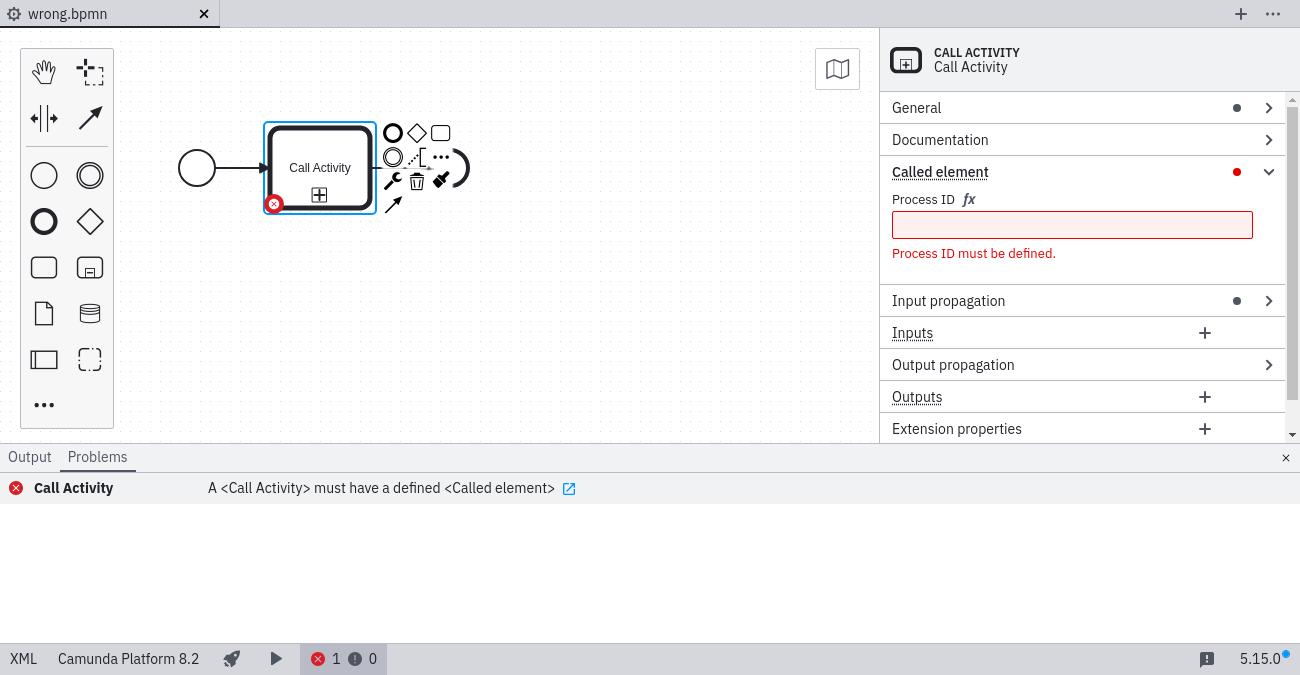 wrong.bpmn
Call Activity
CALL ACTIVITY
Call Activity
General
Documentation
Called element
Process ID fx
Process ID must be defined.
Input propagation
Inputs
Output propagation
Outputs
Extension properties
Output Problems
Call Activity A <Call Activity> must have a defined <Called element>
XML Camunda Platform 8.2 1 0 5.15.0